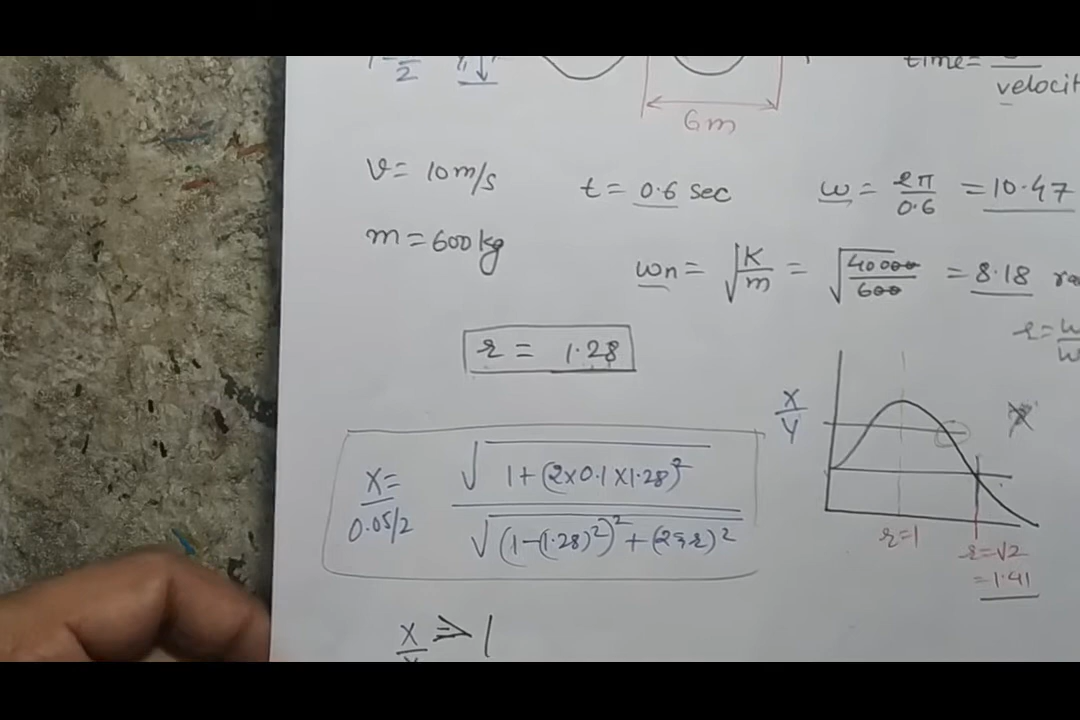 2
time=
velocit
6m
v= 10m/s
t = 0.6 sec
ω = 2π/0.6 = 10.47
m = 600kg
ωn = √(K/m) = √(40000/600) = 8.18 ra
r = 1.28
r = ω/ω
X/Y
X/0.05/2 = √(1+(2×0.1×1.28)²) / √((1-(1.28)²)²+(2ξr)²)
r=1
r=√2
=1.41
X/Y => 1